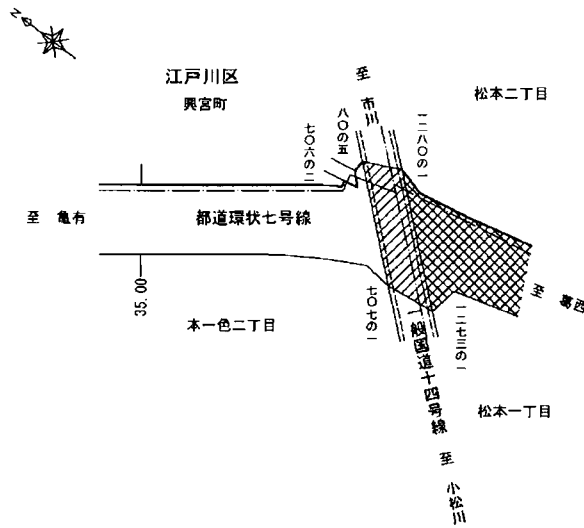 N
江戸川区
興宮町
松本二丁目
至 市川
一二八〇の一
八〇の五
七〇六の二
至 亀有
都道環状七号線
至 葛西
35.00
本一色二丁目
七〇七の一
一二七三の一
一般国道十四号線
松本一丁目
至 小松川